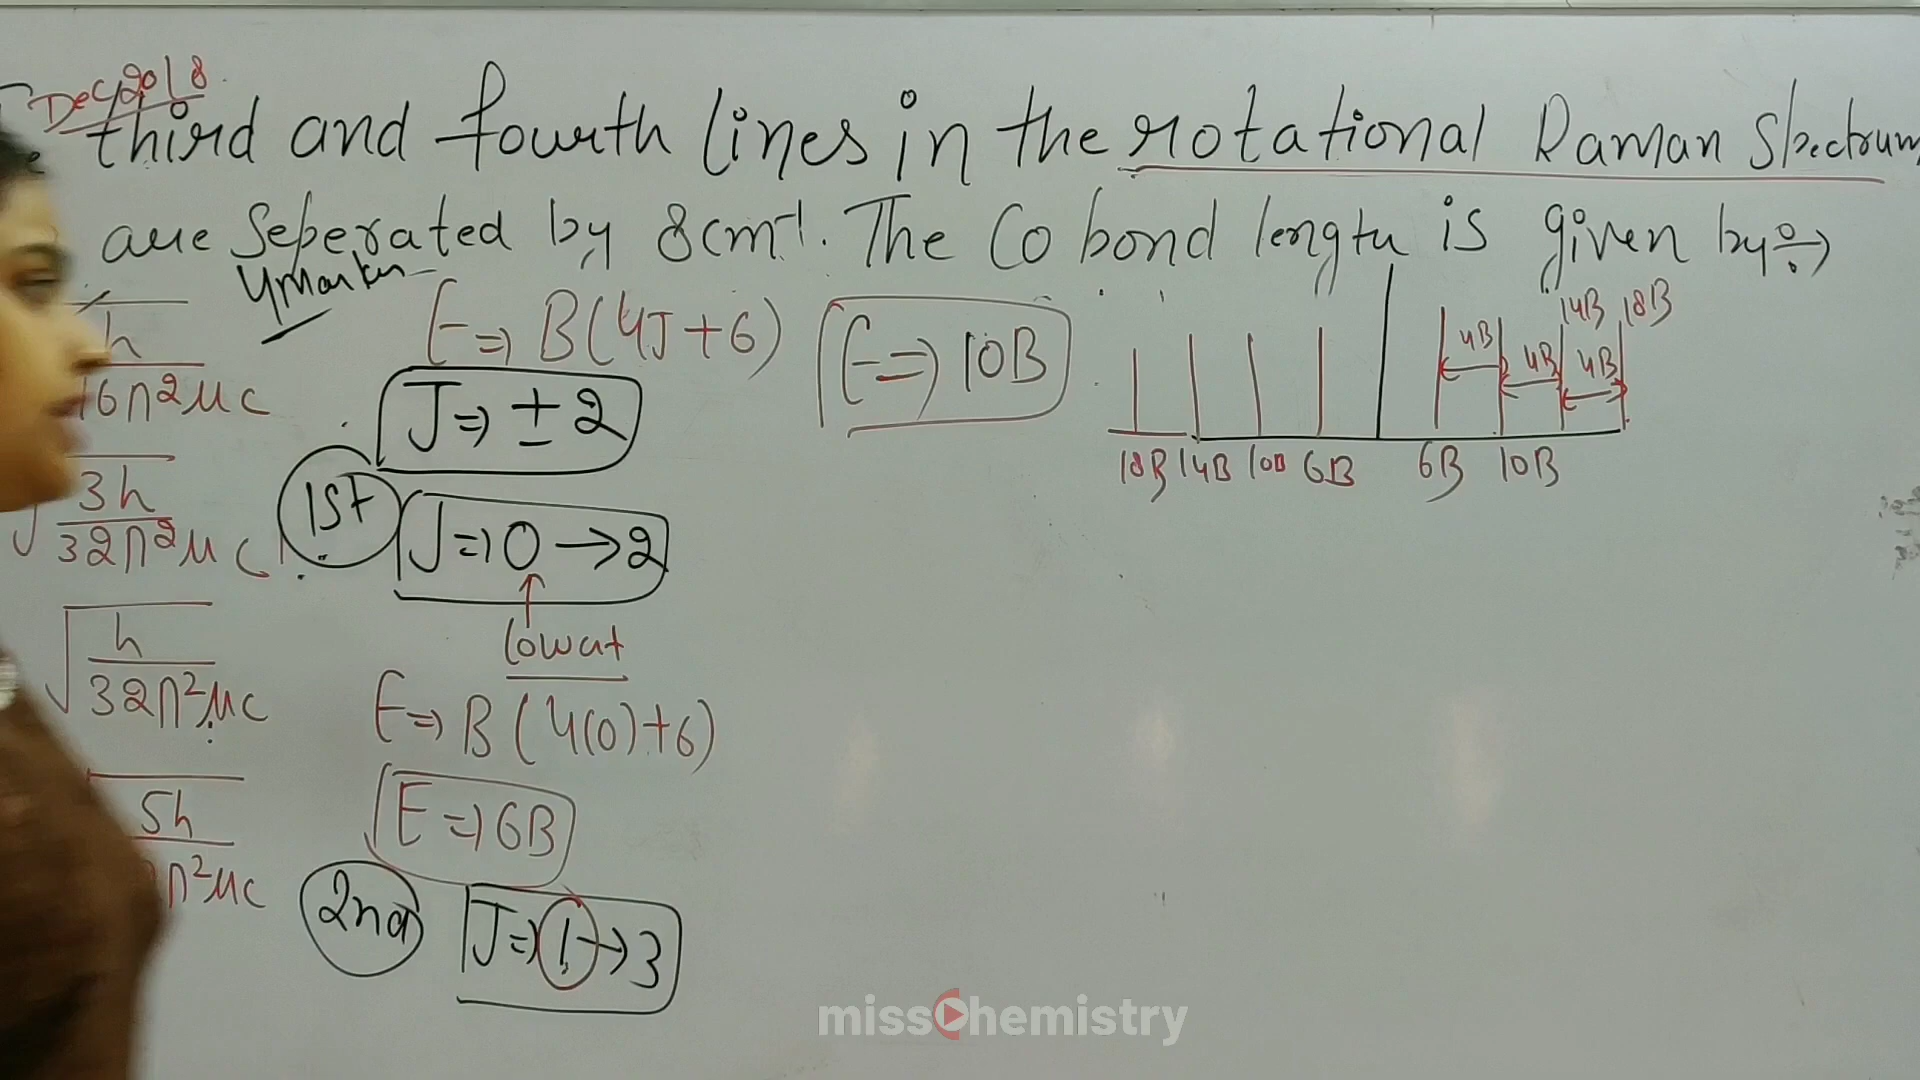 Dec 2018
third and fourth lines in the rotational Raman Spectrum
are seperated by 8cm⁻¹. The CO bond length is given by ÷→
4 Marks
h
16π²μc
3h
32π²μc
h
32π²μc
5h
π²μc
E ⇒ B(4J+6)
J ⇒ ±2
1st
J ⇒ 0 → 2
E ⇒ B(4(0)+6)
E ⇒ 6B
2nd
J ⇒ 1 → 3
E ⇒ 10B
14B 18B
4B 4B 4B
18B 14B 10B 6B 6B 10B
missChemistry